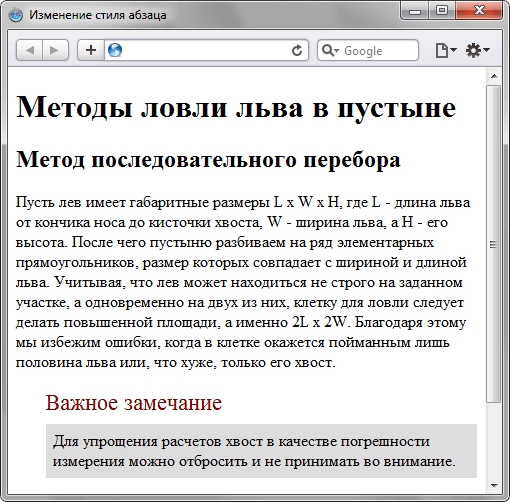 Изменение стиля абзаца
Google
Методы ловли льва в пустыне
Метод последовательного перебора
Пусть лев имеет габаритные размеры L x W x H, где L - длина льва
от кончика носа до кисточки хвоста, W - ширина льва, а H - его
высота. После чего пустыню разбиваем на ряд элементарных
прямоугольников, размер которых совпадает с шириной и длиной
льва. Учитывая, что лев может находиться не строго на заданном
участке, а одновременно на двух из них, клетку для ловли следует
делать повышенной площади, а именно 2L x 2W. Благодаря этому
мы избежим ошибки, когда в клетке окажется пойманным лишь
половина льва или, что хуже, только его хвост.
Важное замечание
Для упрощения расчетов хвост в качестве погрешности
измерения можно отбросить и не принимать во внимание.